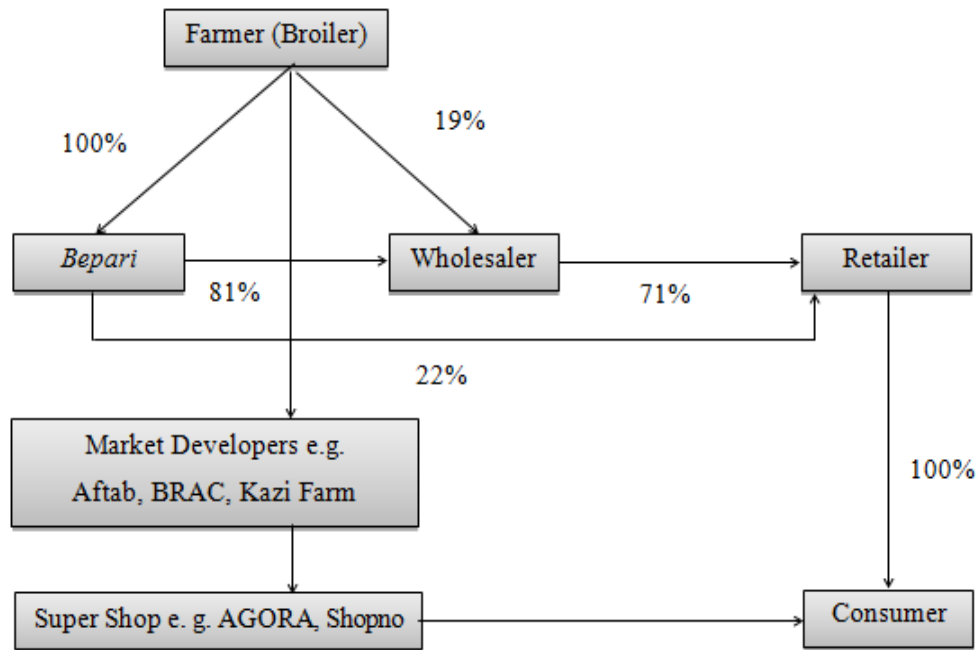 Farmer (Broiler)
100%
19%
Bepari
Wholesaler
Retailer
81%
71%
22%
Market Developers e.g.
Aftab, BRAC, Kazi Farm
100%
Super Shop e. g. AGORA, Shopno
Consumer